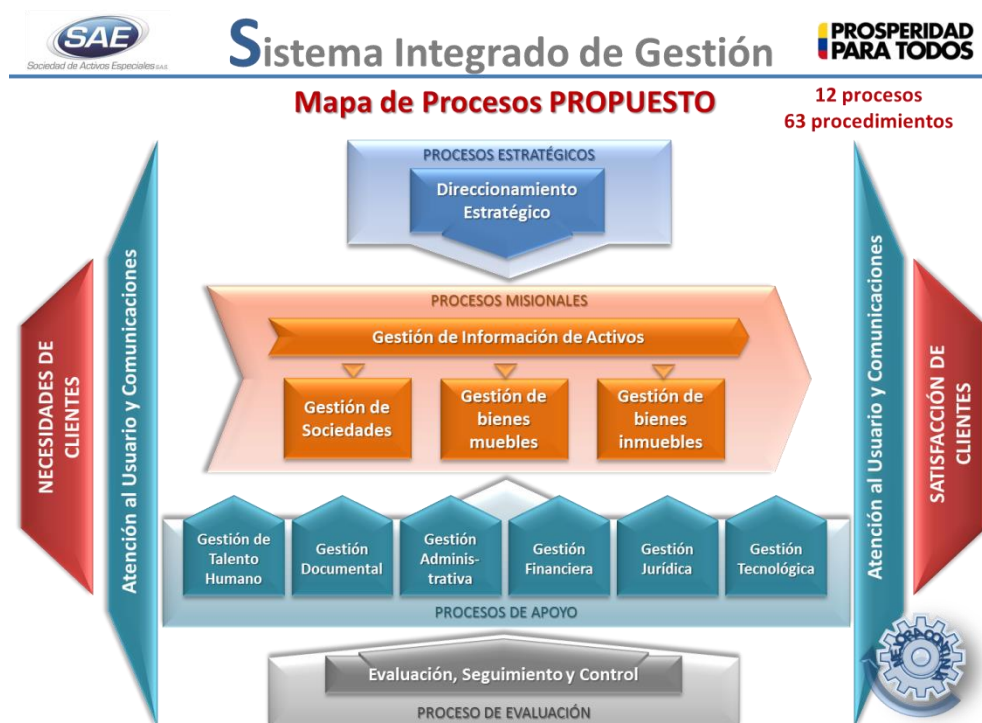 SAE
Sociedad de Activos Especiales S.A.S.
Sistema Integrado de Gestión
PROSPERIDAD
PARA TODOS
Mapa de Procesos PROPUESTO
12 procesos
63 procedimientos
NECESIDADES DE
CLIENTES
Atención al Usuario y Comunicaciones
PROCESOS ESTRATÉGICOS
Direccionamiento
Estratégico
PROCESOS MISIONALES
Gestión de Información de Activos
Gestión de
Sociedades
Gestión de
bienes
muebles
Gestión de
bienes
inmuebles
Gestión de
Talento
Humano
Gestión
Documental
Gestión
Adminis-
trativa
Gestión
Financiera
Gestión
Jurídica
Gestión
Tecnológica
PROCESOS DE APOYO
Evaluación, Seguimiento y Control
PROCESO DE EVALUACIÓN
Atención al Usuario y Comunicaciones
SATISFACCIÓN DE
CLIENTES
MEJORA CONTINUA